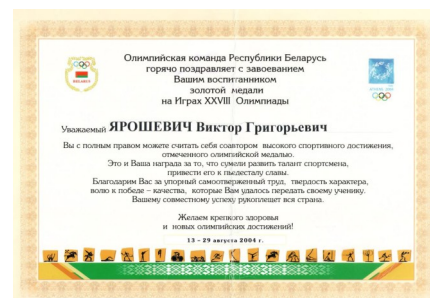 Олимпийская команда Республики Беларусь
горячо поздравляет с завоеванием
Вашим воспитанником
золотой медали
на Играх XXVIII Олимпиады
Уважаемый ЯРОШЕВИЧ Виктор Григорьевич
Вы с полным правом можете считать себя соавтором высокого спортивного достижения,
отмеченного олимпийской медалью.
Это и Ваша награда за то, что сумели развить талант спортсмена,
привести его к пьедесталу славы.
Благодарим Вас за упорный самоотверженный труд, твердость характера,
волю к победе – качества, которые Вам удалось передать своему ученику.
Вашему совместному успеху рукоплещет вся страна.
Желаем крепкого здоровья
и новых олимпийских достижений!
13 – 29 августа 2004 г.